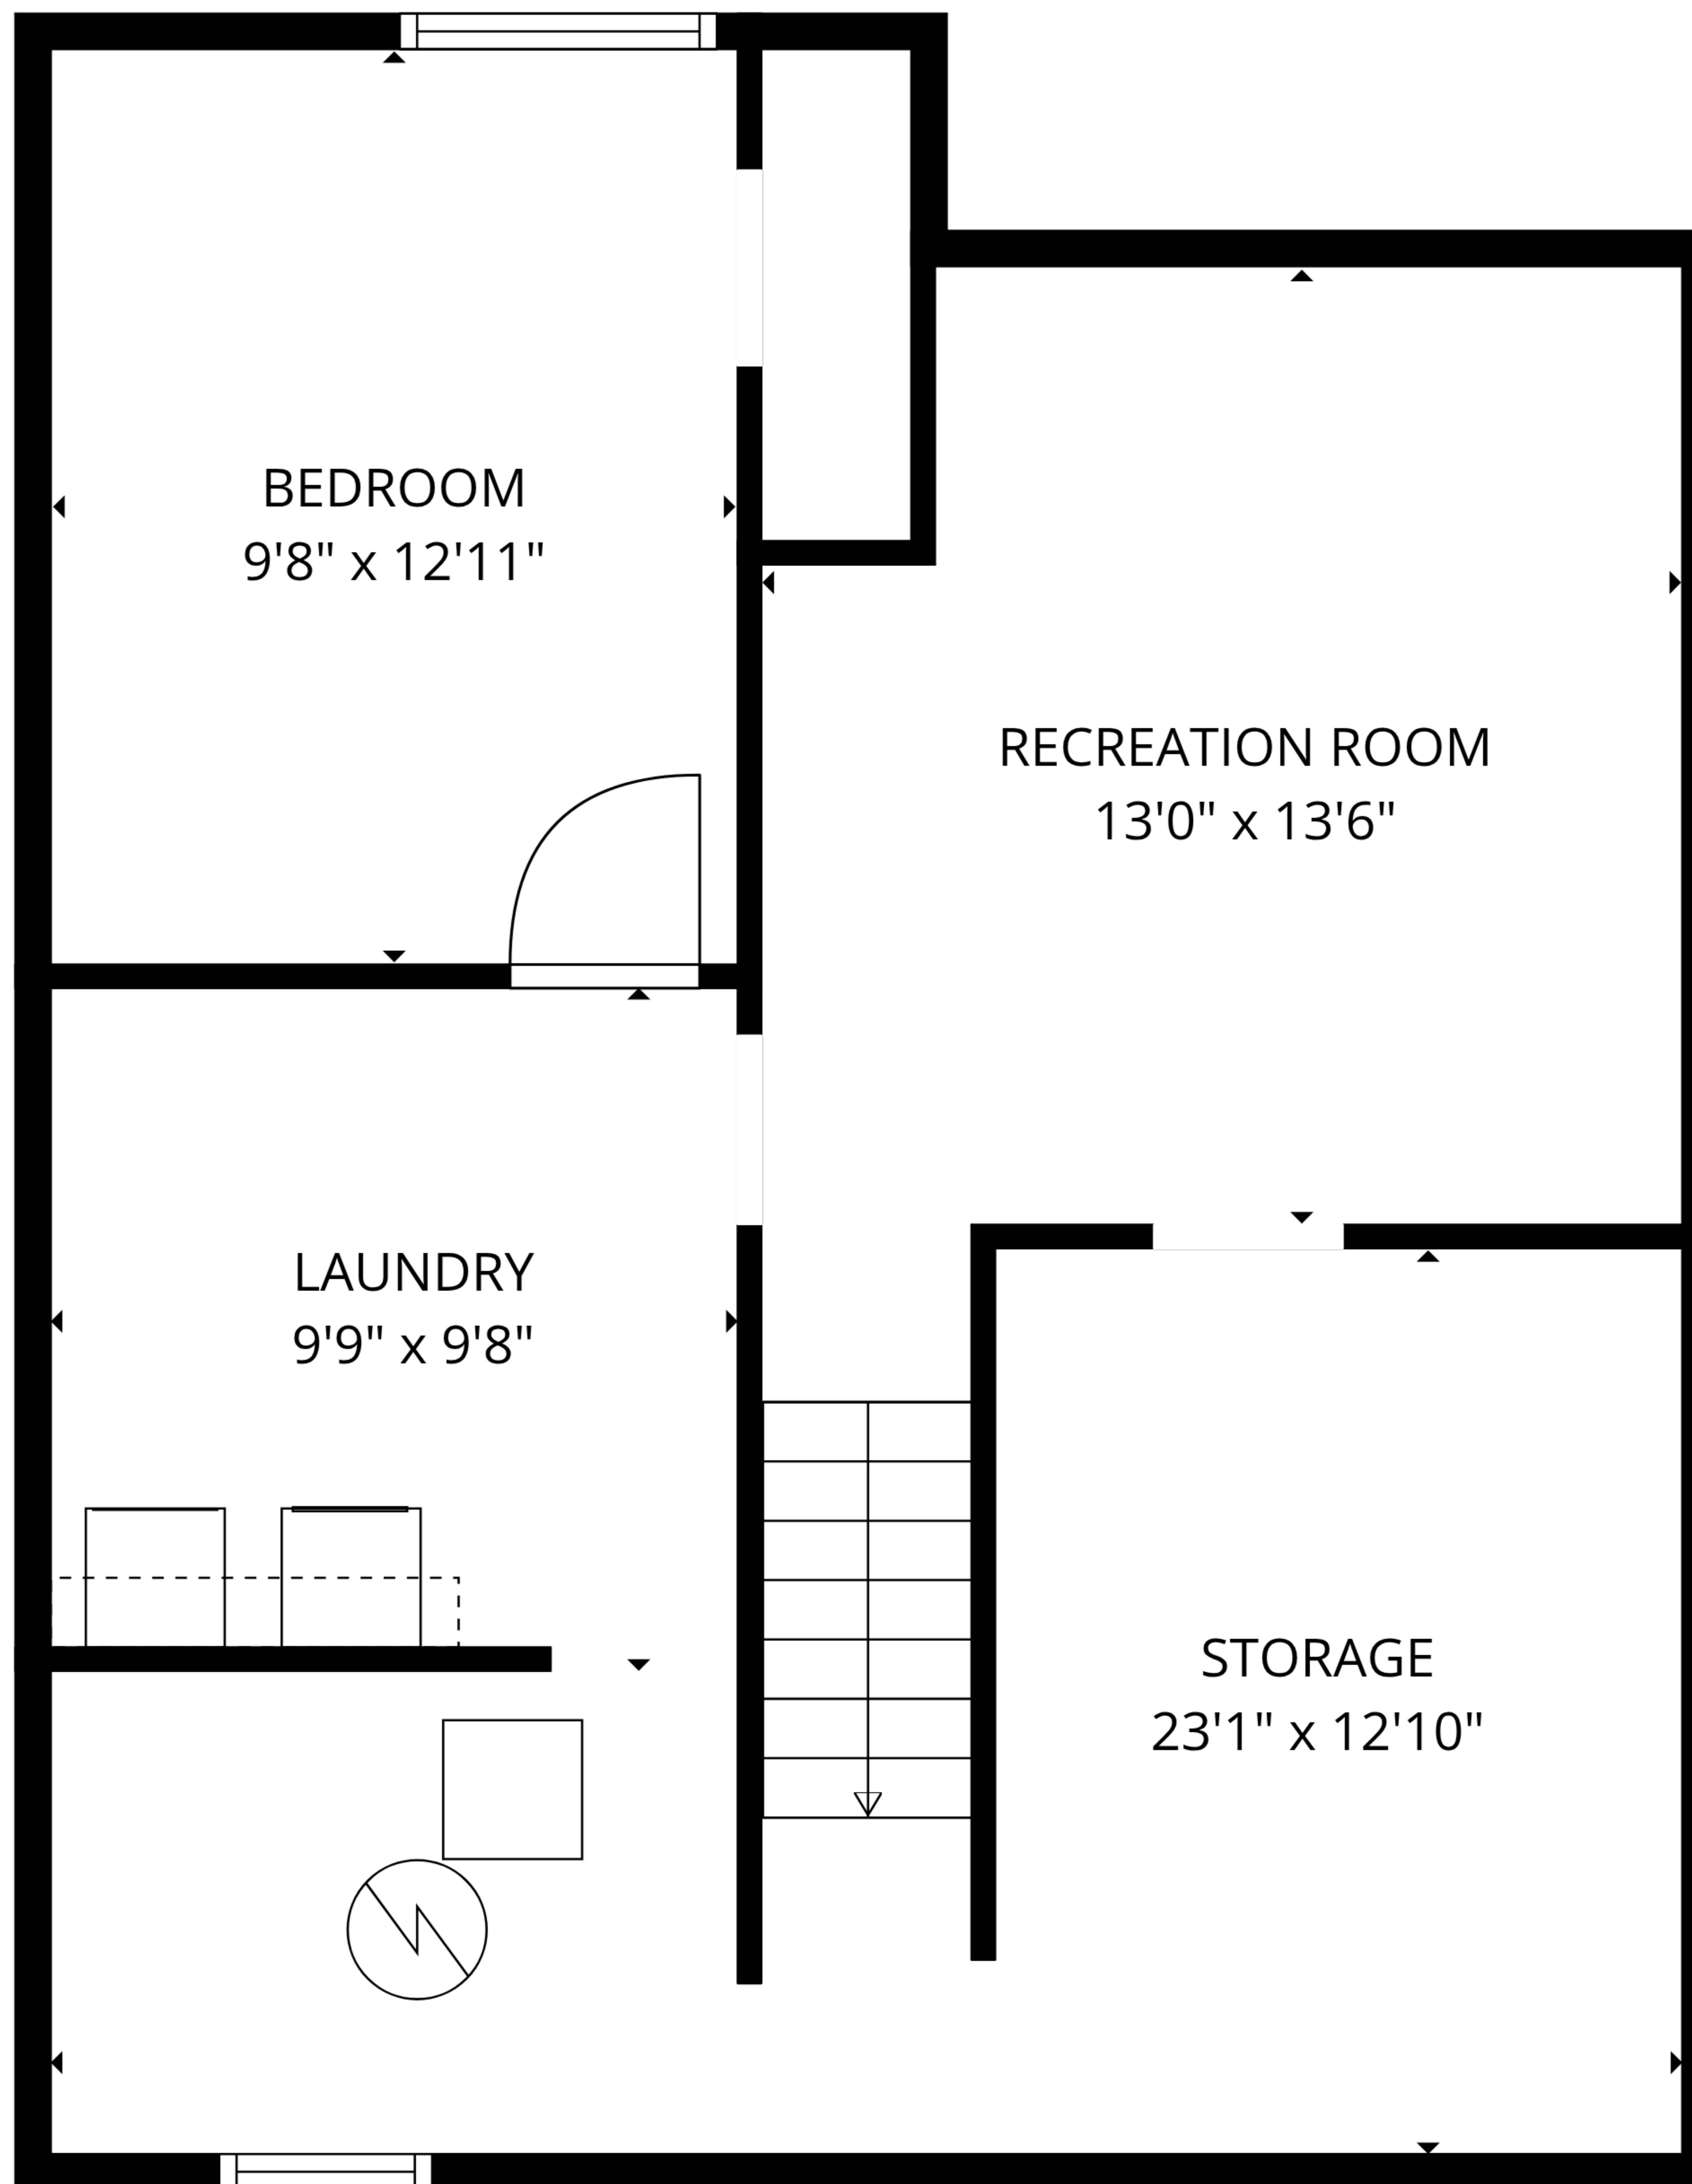 BEDROOM
9'8" x 12'11"
RECREATION ROOM
13'0" x 13'6"
LAUNDRY
9'9" x 9'8"
STORAGE
23'1" x 12'10"